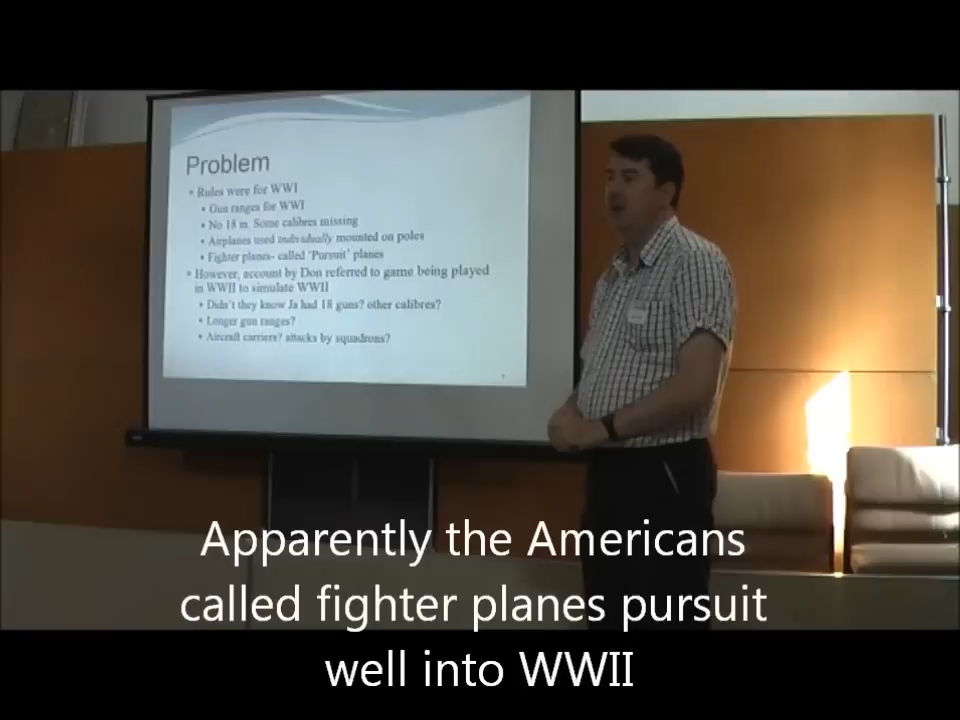 Problem
• Rules were for WWI
• Gun ranges for WWI
• No 18 in. Some calibres missing
• Airplanes used individually mounted on poles
• Fighter planes- called 'Pursuit' planes
• However, account by Don referred to game being played
in WWII to simulate WWII
• Didn't they know Ja had 18 guns? other calibres?
• Longer gun ranges?
• Aircraft carriers? attacks by squadrons?
Apparently the Americans
called fighter planes pursuit
well into WWII